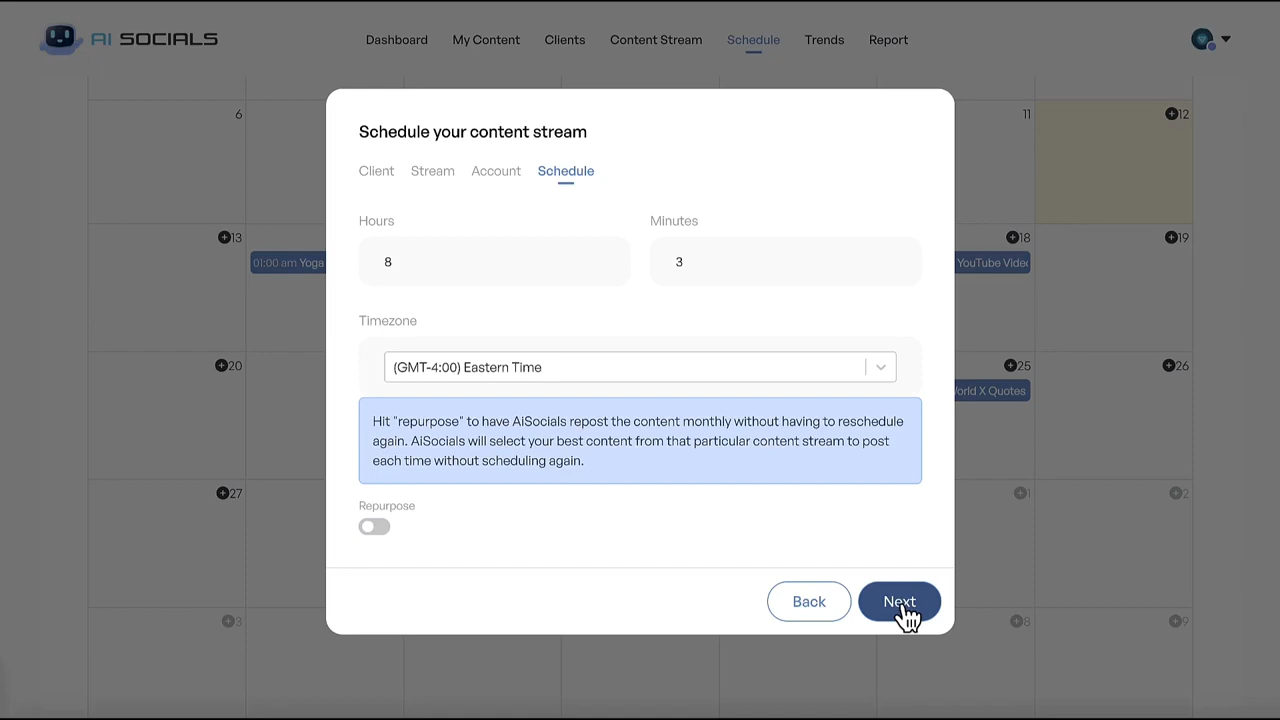 AI SOCIALS
Dashboard
My Content
Clients
Content Stream
Schedule
Trends
Report
6
11
12
Schedule your content stream
Client
Stream
Account
Schedule
Hours
Minutes
8
3
13
18
19
01:00 am Yoga
YouTube Vide
Timezone
(GMT-4:00) Eastern Time
20
25
26
World X Quotes
Hit "repurpose" to have AiSocials repost the content monthly without having to reschedule
again. AiSocials will select your best content from that particular content stream to post
each time without scheduling again.
27
1
2
Repurpose
Back
Next
3
8
9